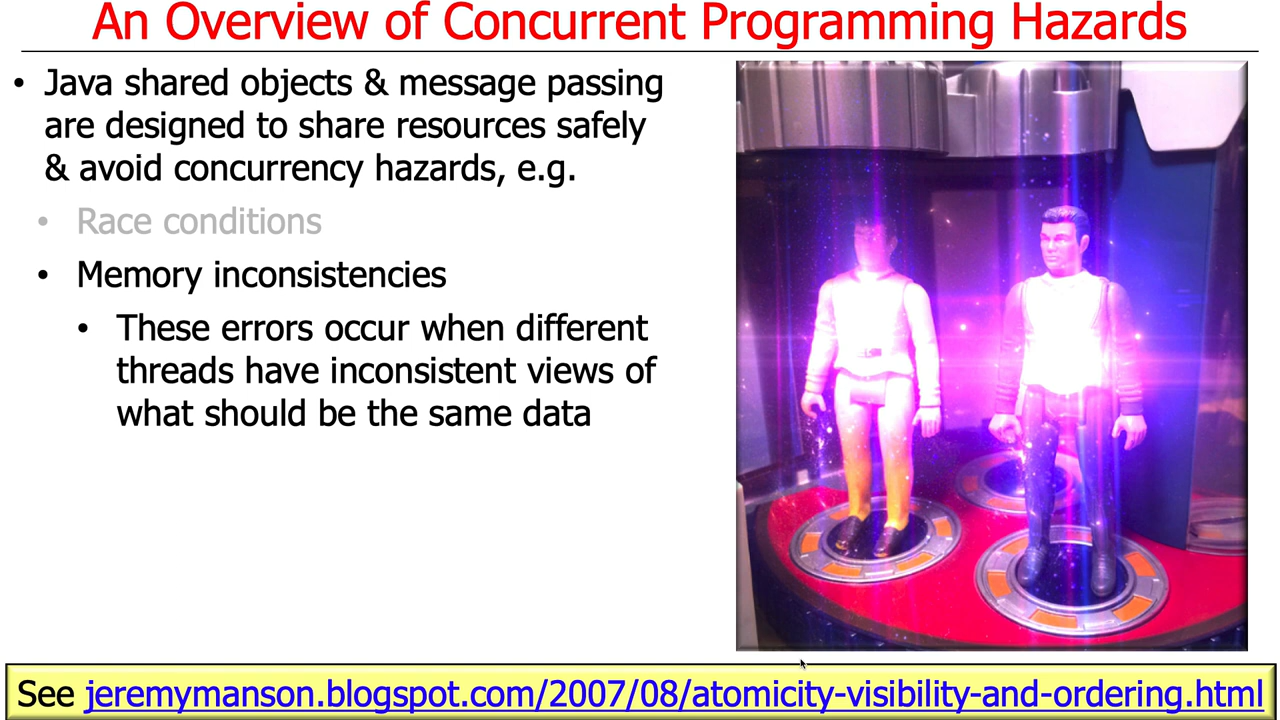 An Overview of Concurrent Programming Hazards
• Java shared objects & message passing
are designed to share resources safely
& avoid concurrency hazards, e.g.
• Race conditions
• Memory inconsistencies
• These errors occur when different
threads have inconsistent views of
what should be the same data
See jeremymanson.blogspot.com/2007/08/atomicity-visibility-and-ordering.html